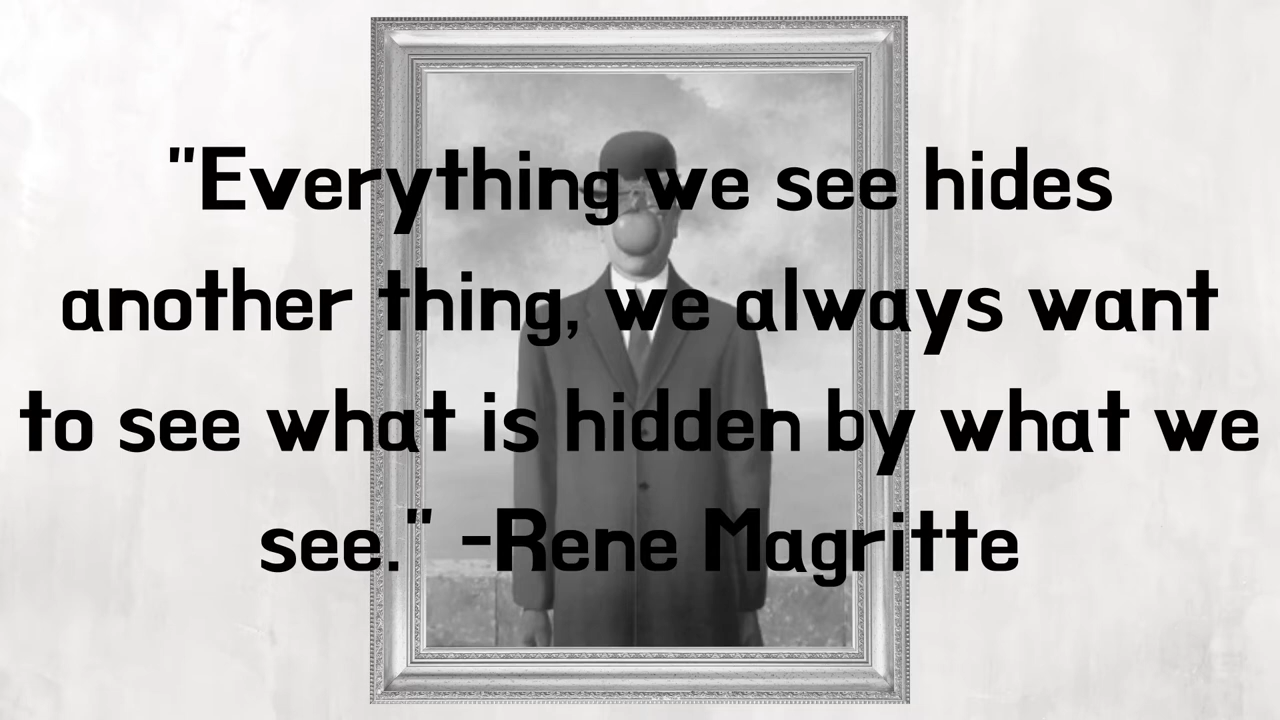 "Everything we see hides
another thing, we always want
to see what is hidden by what we
see." -Rene Magritte